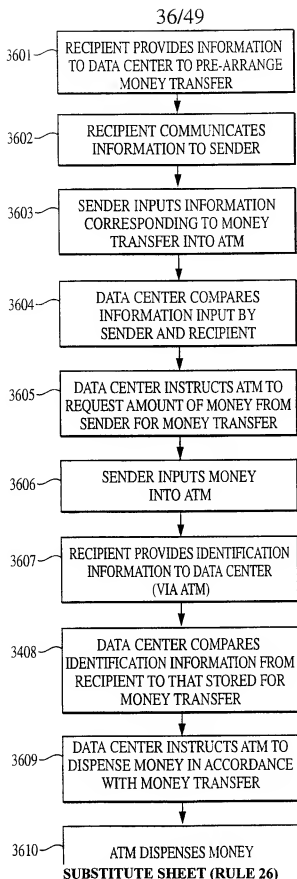 36/49
3601
RECIPIENT PROVIDES INFORMATION
TO DATA CENTER TO PRE-ARRANGE
MONEY TRANSFER
3602
RECIPIENT COMMUNICATES
INFORMATION TO SENDER
3603
SENDER INPUTS INFORMATION
CORRESPONDING TO MONEY
TRANSFER INTO ATM
3604
DATA CENTER COMPARES
INFORMATION INPUT BY
SENDER AND RECIPIENT
3605
DATA CENTER INSTRUCTS ATM TO
REQUEST AMOUNT OF MONEY FROM
SENDER FOR MONEY TRANSFER
3606
SENDER INPUTS MONEY
INTO ATM
3607
RECIPIENT PROVIDES IDENTIFICATION
INFORMATION TO DATA CENTER
(VIA ATM)
3408
DATA CENTER COMPARES
IDENTIFICATION INFORMATION FROM
RECIPIENT TO THAT STORED FOR
MONEY TRANSFER
3609
DATA CENTER INSTRUCTS ATM TO
DISPENSE MONEY IN ACCORDANCE
WITH MONEY TRANSFER
3610
ATM DISPENSES MONEY
SUBSTITUTE SHEET (RULE 26)